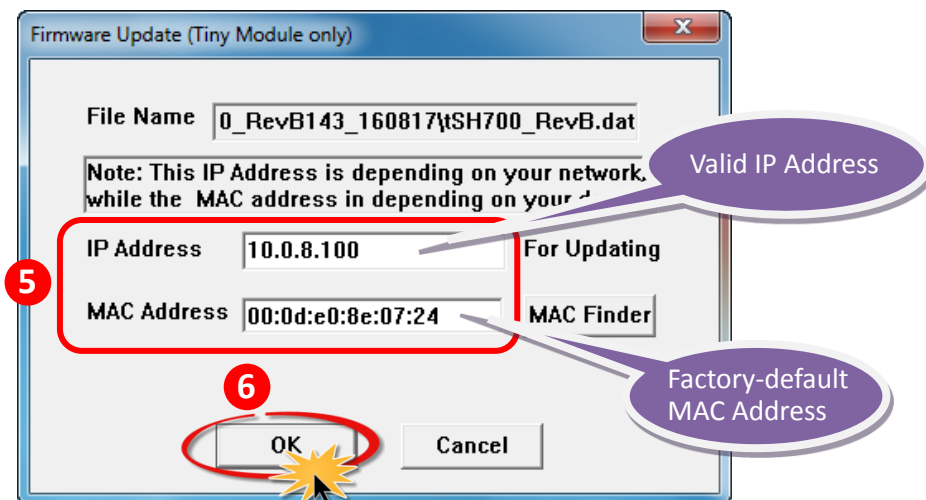 Firmware Update (Tiny Module only)
x
File Name 0_RevB143_160817\tSH700_RevB.dat
Note: This IP Address is depending on your network,
while the MAC address in depending on your
Valid IP Address
5
IP Address 10.0.8.100 For Updating
MAC Address 00:0d:e0:8e:07:24 MAC Finder
Factory-default
MAC Address
6
OK Cancel